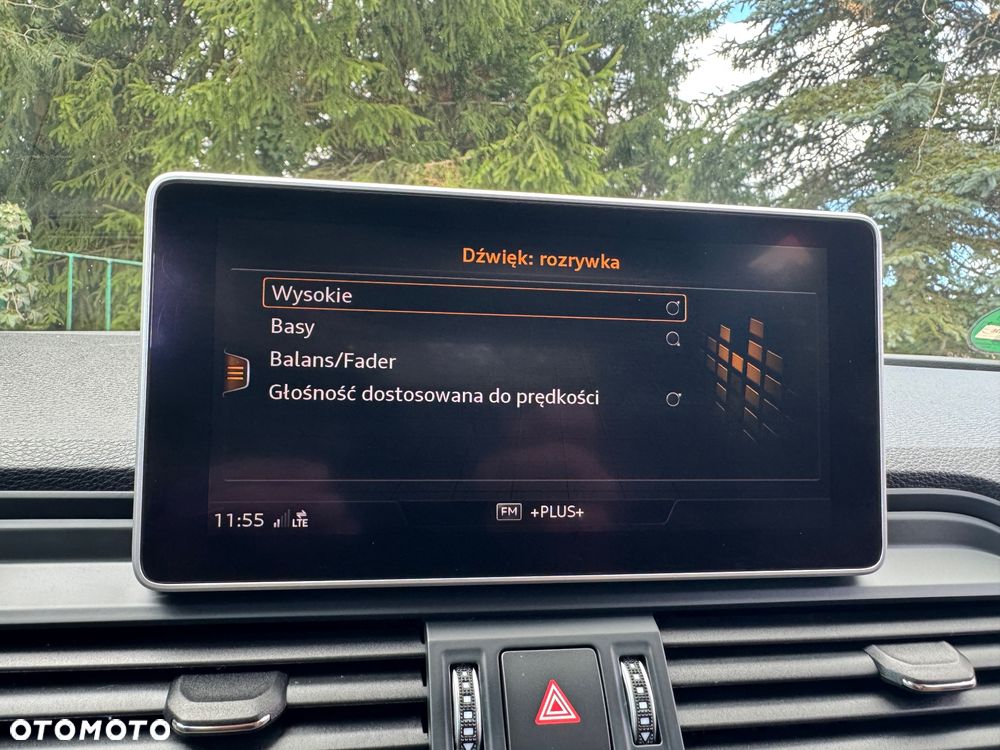 Dźwięk: rozrywka
Wysokie
Basy
Balans/Fader
Głośność dostosowana do prędkości
11:55 LTE
FM +PLUS+
OTOMOTO